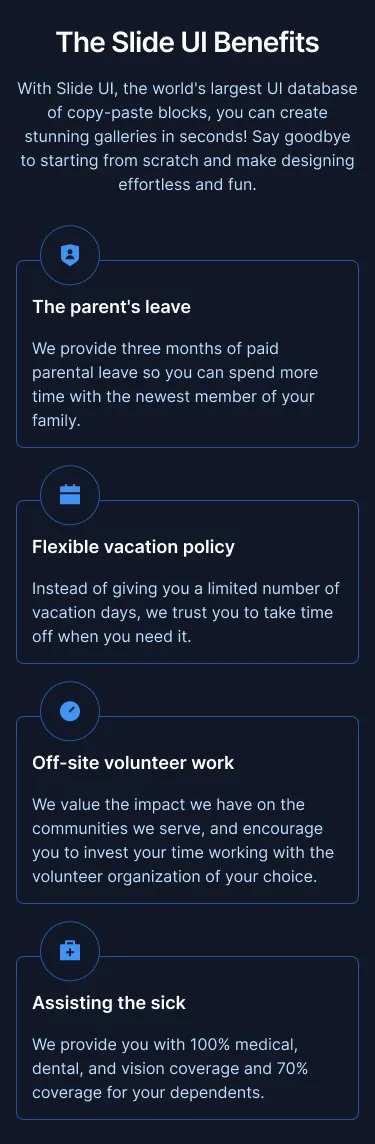 The Slide UI Benefits
With Slide UI, the world's largest UI database
of copy-paste blocks, you can create
stunning galleries in seconds! Say goodbye
to starting from scratch and make designing
effortless and fun.
The parent's leave
We provide three months of paid
parental leave so you can spend more
time with the newest member of your
family.
Flexible vacation policy
Instead of giving you a limited number of
vacation days, we trust you to take time
off when you need it.
Off-site volunteer work
We value the impact we have on the
communities we serve, and encourage
you to invest your time working with the
volunteer organization of your choice.
Assisting the sick
We provide you with 100% medical,
dental, and vision coverage and 70%
coverage for your dependents.